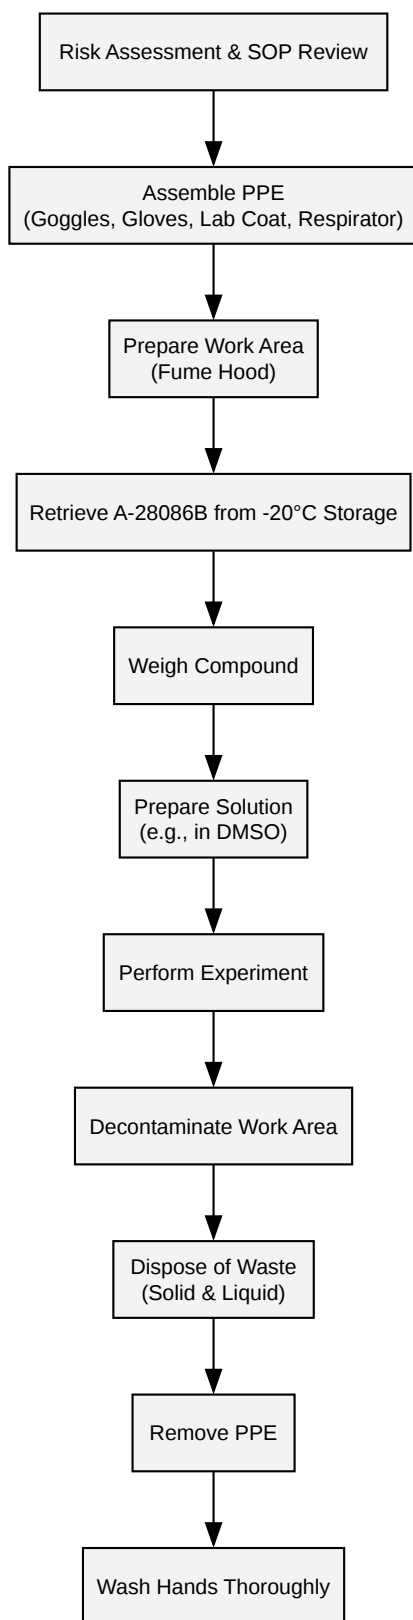 Risk Assessment & SOP Review
Assemble PPE
(Goggles, Gloves, Lab Coat, Respirator)
Prepare Work Area
(Fume Hood)
Retrieve A-28086B from -20°C Storage
Weigh Compound
Prepare Solution
(e.g., in DMSO)
Perform Experiment
Decontaminate Work Area
Dispose of Waste
(Solid & Liquid)
Remove PPE
Wash Hands Thoroughly